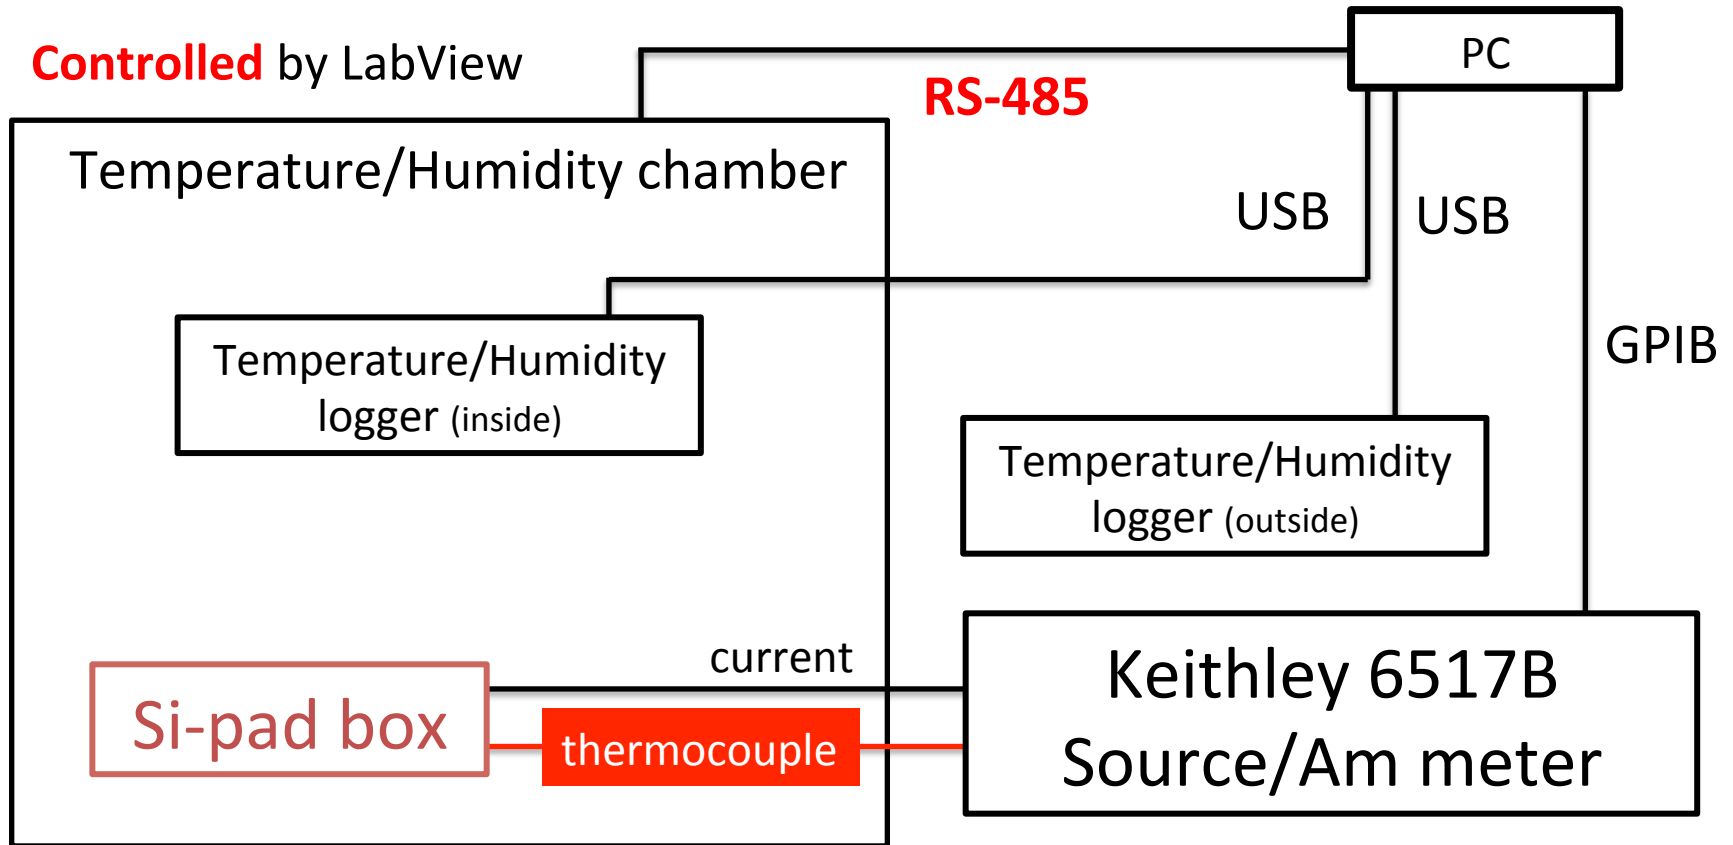 Controlled by LabView
PC
RS-485
Temperature/Humidity chamber
USB
USB
GPIB
Temperature/Humidity
logger (inside)
Temperature/Humidity
logger (outside)
current
Si-pad box
thermocouple
Keithley 6517B
Source/Am meter